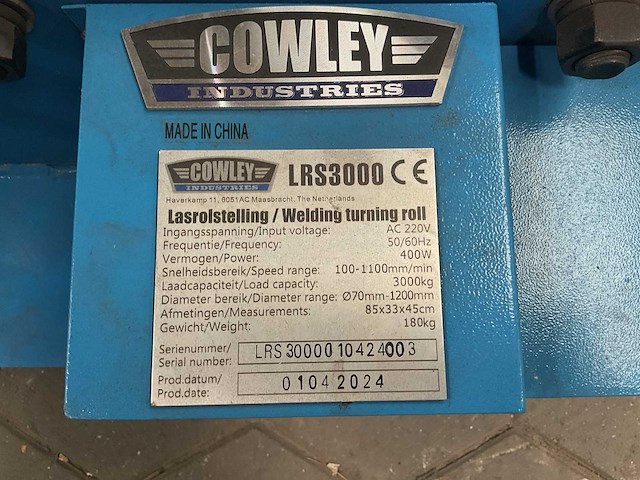 COWLEY
INDUSTRIES
MADE IN CHINA
COWLEY
INDUSTRIES
LRS3000 CE
Haverkamp 11, 6051AC Maasbracht, The Netherlands
Lasrolstelling / Welding turning roll
Ingangsspanning/Input voltage: AC 220V
Frequentie/Frequency: 50/60Hz
Vermogen/Power: 400W
Snelheidsbereik/Speed range: 100-1100mm/min
Laadcapaciteit/Load capacity: 3000kg
Diameter bereik/Diameter range: Ø70mm-1200mm
Afmetingen/Measurements: 85x33x45cm
Gewicht/Weight: 180kg
Serienummer/
Serial number: LRS3000010424003
Prod.datum/
Prod.date: 01042024